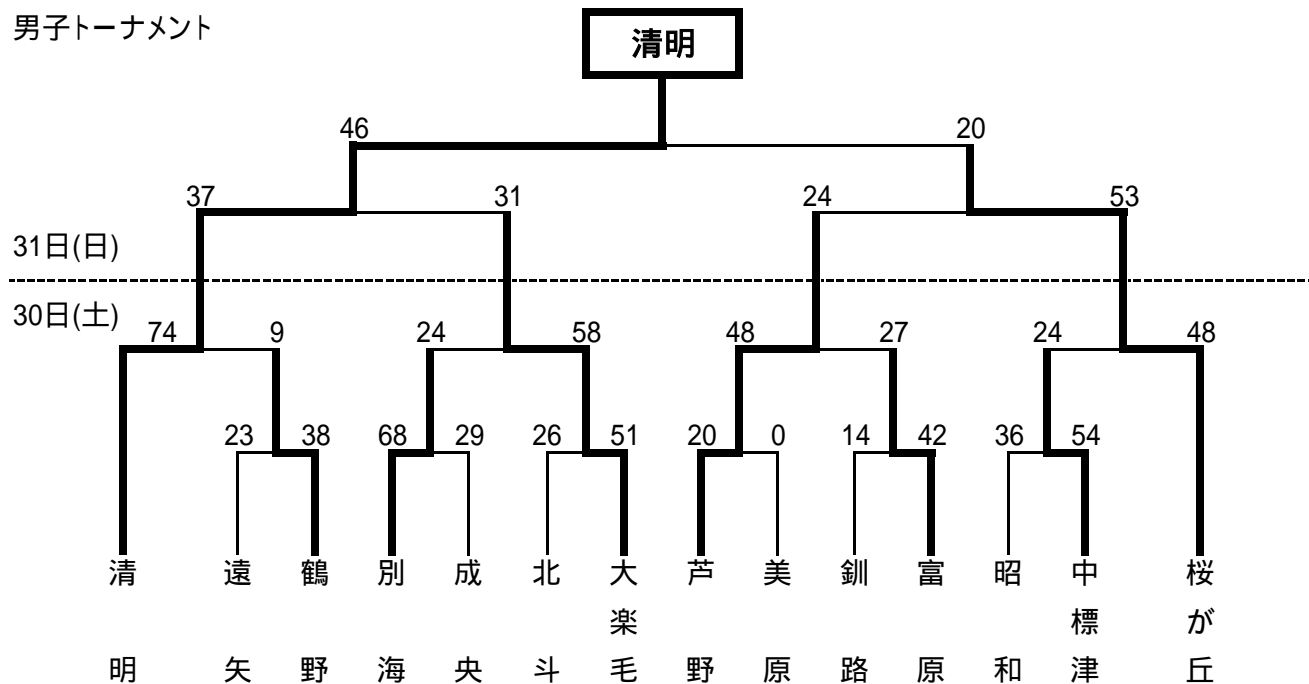 男子トーナメント
清明
46 20
37 31 24 53
31日(日)
30日(土)
74 9 24 58 48 27 24 48
23 38 68 29 26 51 20 0 14 42 36 54
清明
遠矢
鶴野
別海
成央
北斗
大楽毛
芦野
美原
釧路
富原
昭和
中標津
桜が丘